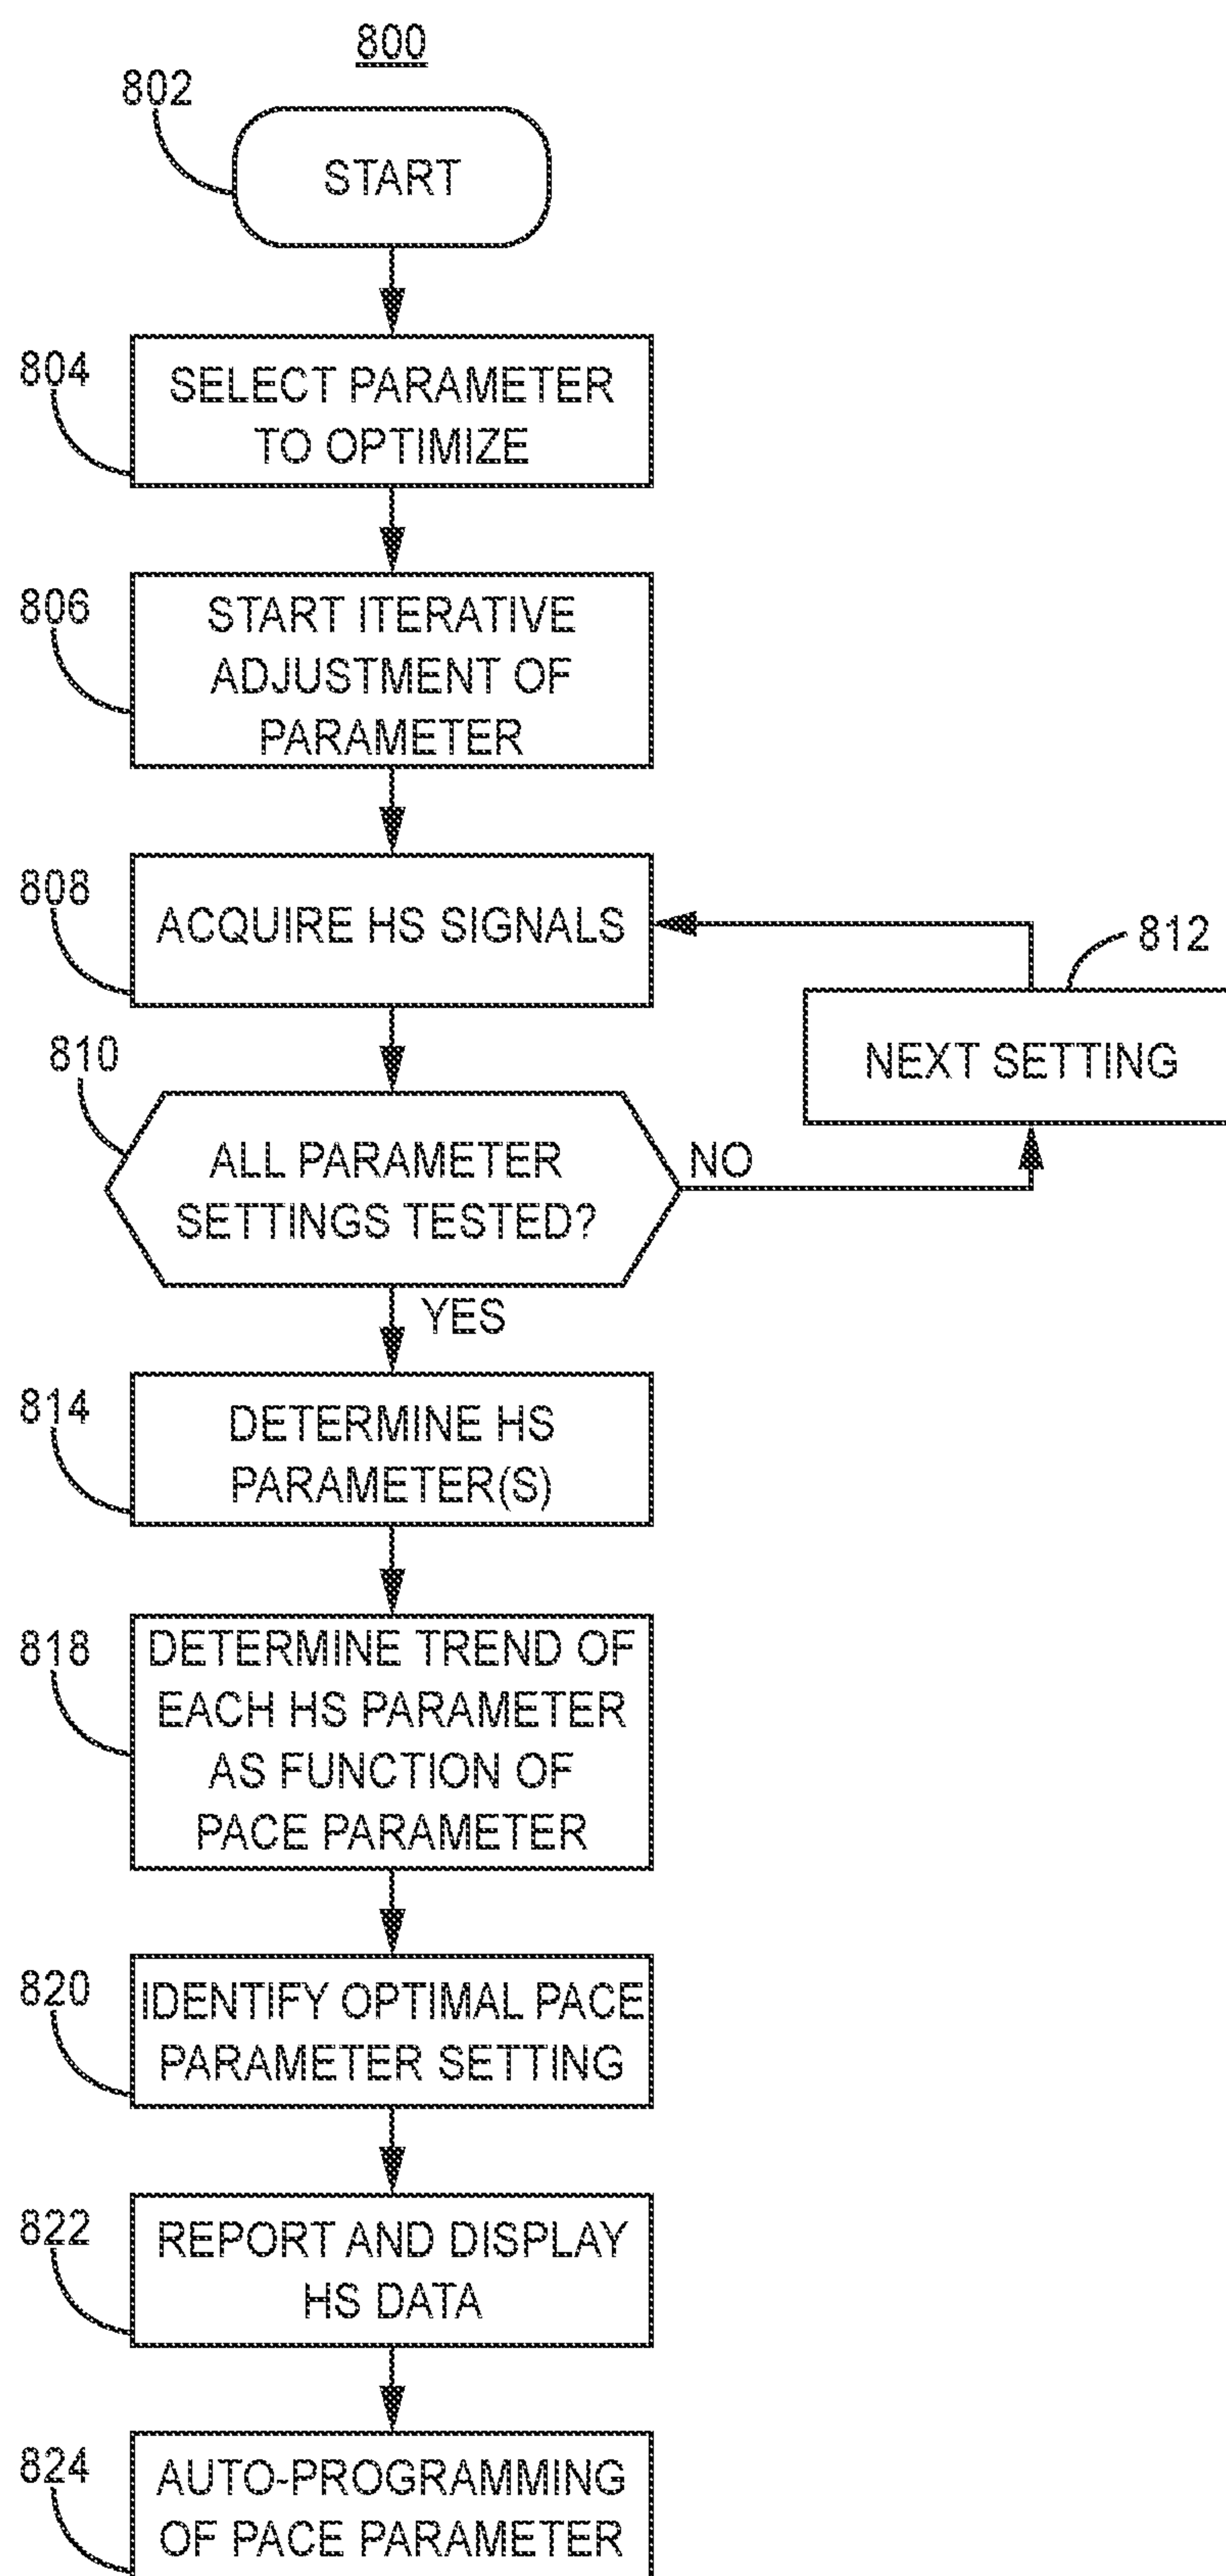 800
802
START
804
SELECT PARAMETER
TO OPTIMIZE
806
START ITERATIVE
ADJUSTMENT OF
PARAMETER
808
ACQUIRE HS SIGNALS
812
NEXT SETTING
810
ALL PARAMETER
SETTINGS TESTED?
NO
YES
814
DETERMINE HS
PARAMETER(S)
818
DETERMINE TREND OF
EACH HS PARAMETER
AS FUNCTION OF
PACE PARAMETER
820
IDENTIFY OPTIMAL PACE
PARAMETER SETTING
822
REPORT AND DISPLAY
HS DATA
824
AUTO-PROGRAMMING
OF PACE PARAMETER